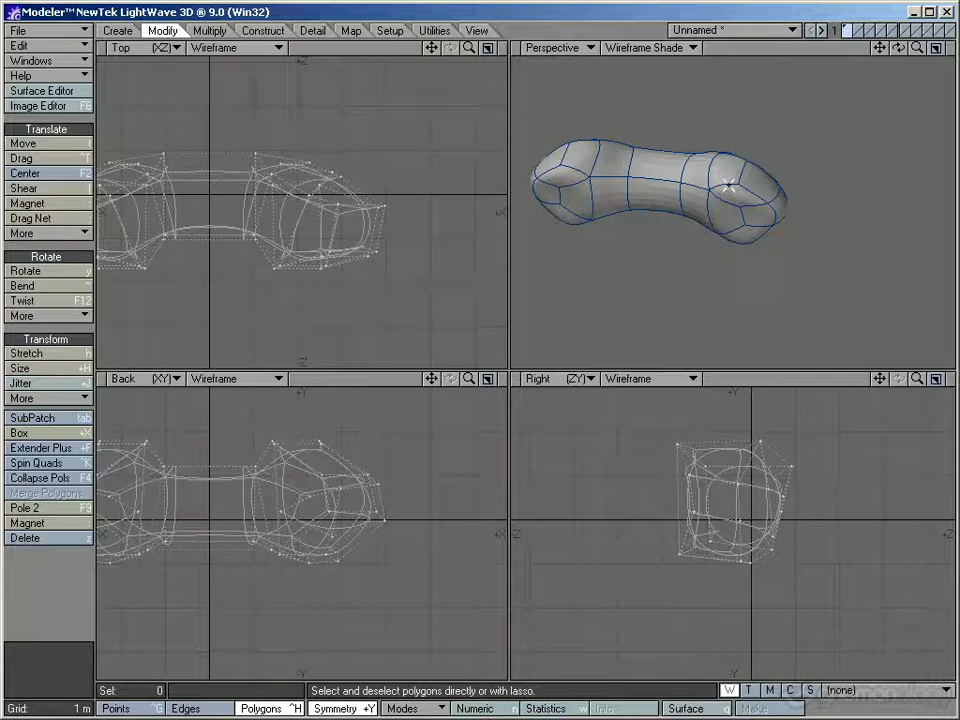 Modeler™ NewTek LightWave 3D ® 9.0 (Win32)
File Create Modify Multiply Construct Detail Map Setup Utilities View Unnamed * 1
Edit Top (XZ) Wireframe Perspective Wireframe Shade
Windows
Help
Surface Editor
Image Editor F6
Translate
Move t
Drag ^T
Center F2
Shear [
Magnet :
Drag Net ;
More
Rotate
Rotate y
Bend ~
Twist F12
More
Transform
Stretch h
Size +H
Jitter +J
More
Back (XY) Wireframe Right (ZY) Wireframe
SubPatch tab
Box +X
Extender Plus +F
Spin Quads ^K
Collapse Pols F4
Merge Polygons
Pole 2 F9
Magnet
Delete z
+Z
-X
+X
-Z
+Y
-X
+X
-Y
+Y
-Z
-Z
-Y
Sel: 0 Select and deselect polygons directly or with lasso. W T M C S (none)
Grid: 1 m Points ^G Edges Polygons ^H Symmetry +Y Modes Numeric n Statistics w Info i Surface q Make